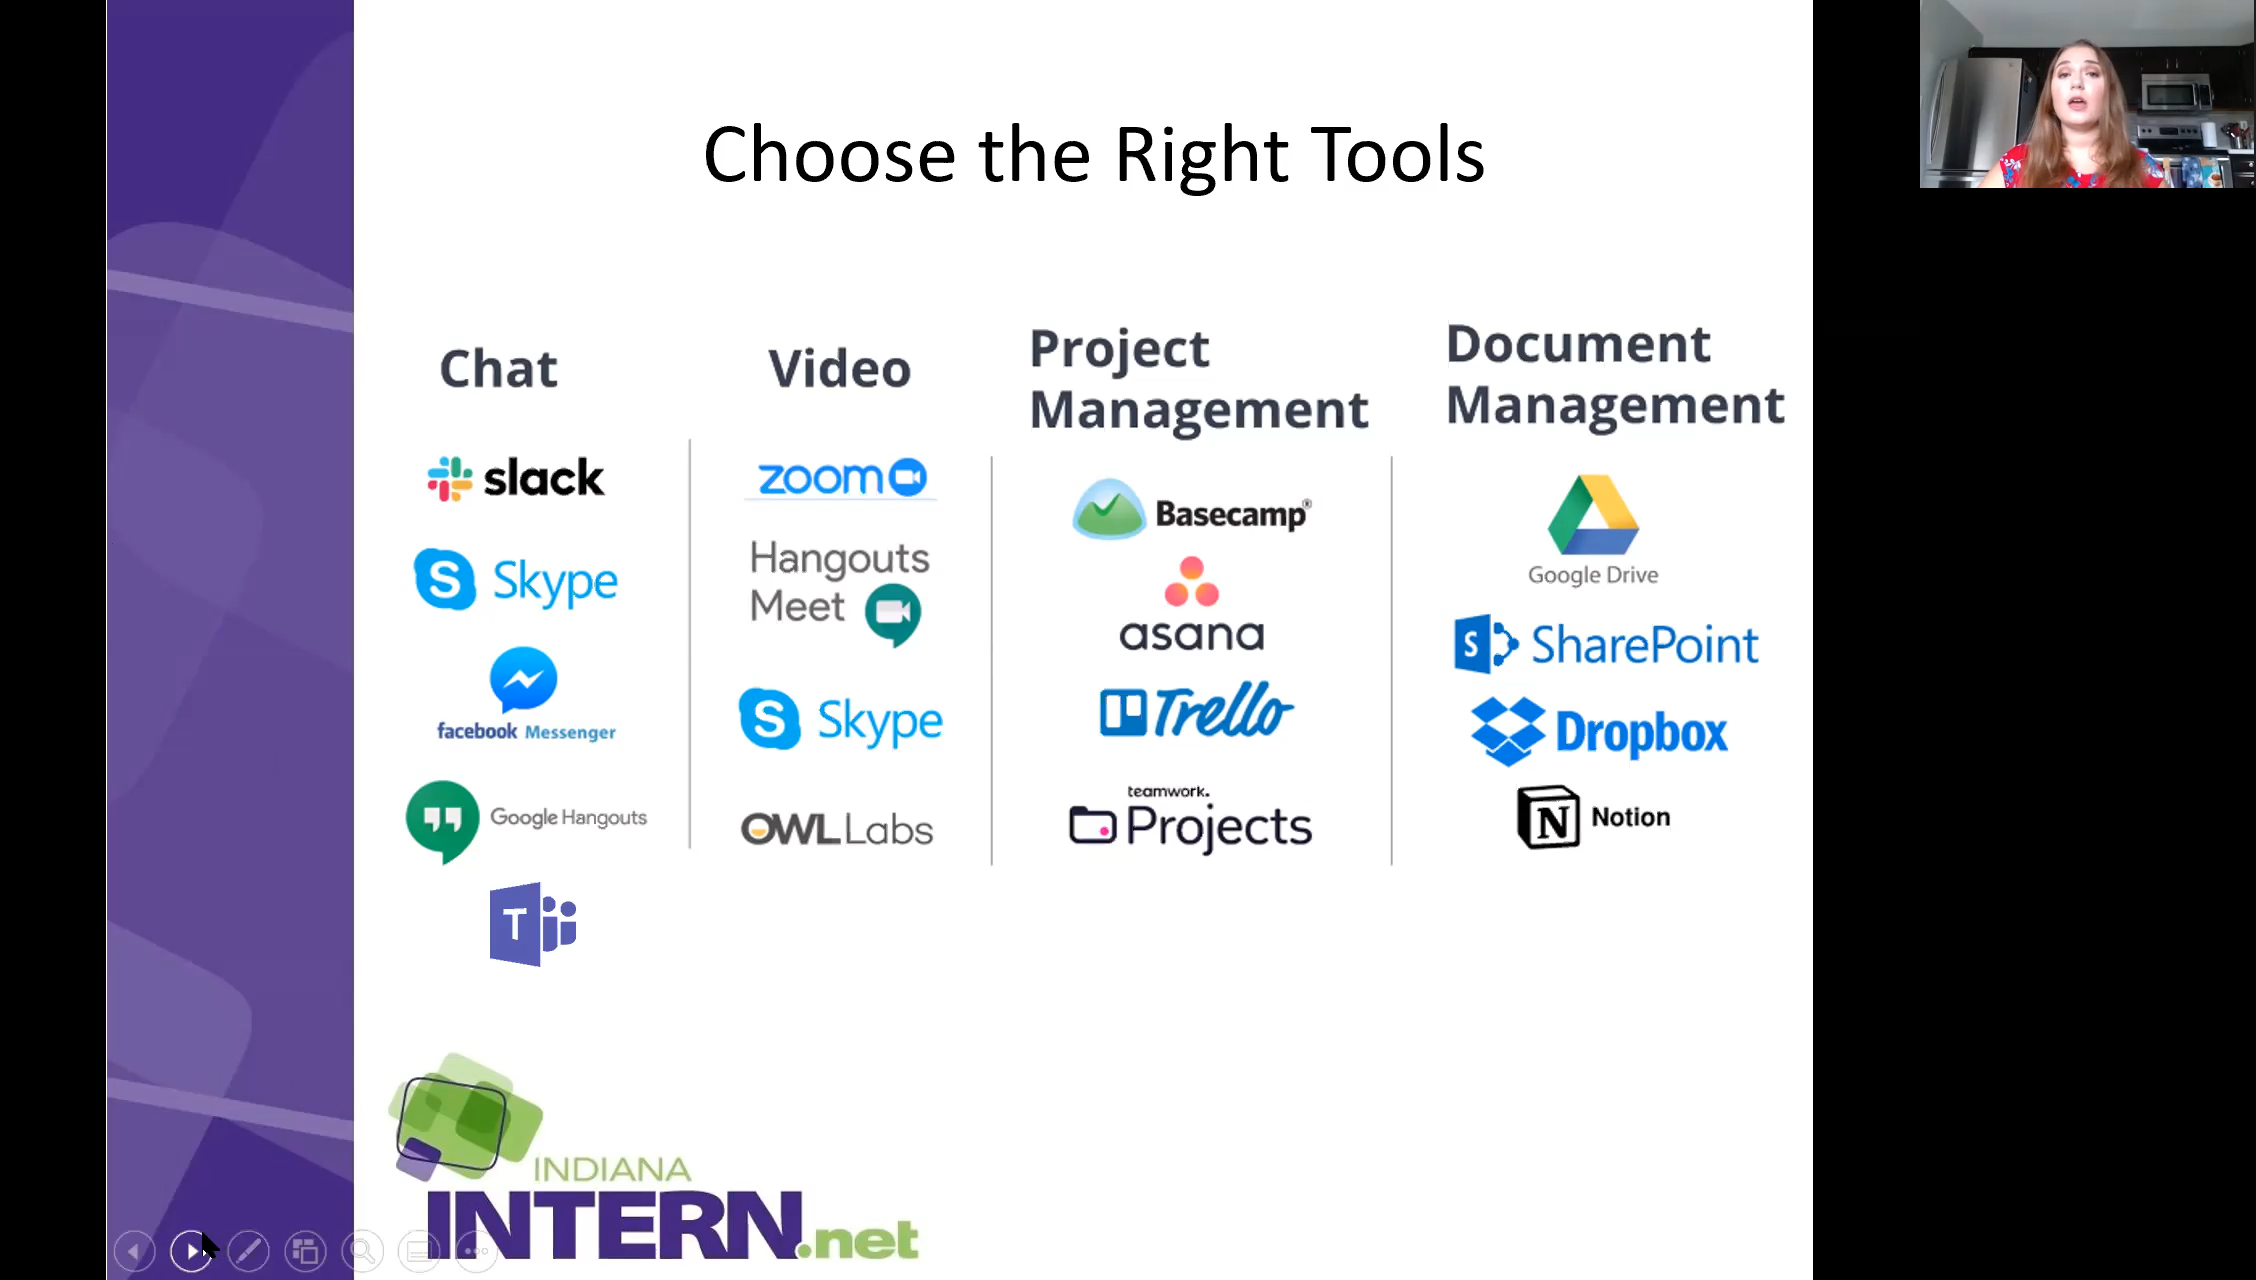 Choose the Right Tools
Chat
slack
S Skype
facebook Messenger
Google Hangouts
T
Video
zoom
Hangouts
Meet
S Skype
OWL Labs
Project
Management
Basecamp®
asana
Trello
teamwork.
Projects
Document
Management
Google Drive
S SharePoint
Dropbox
N Notion
INDIANA
INTERN.net